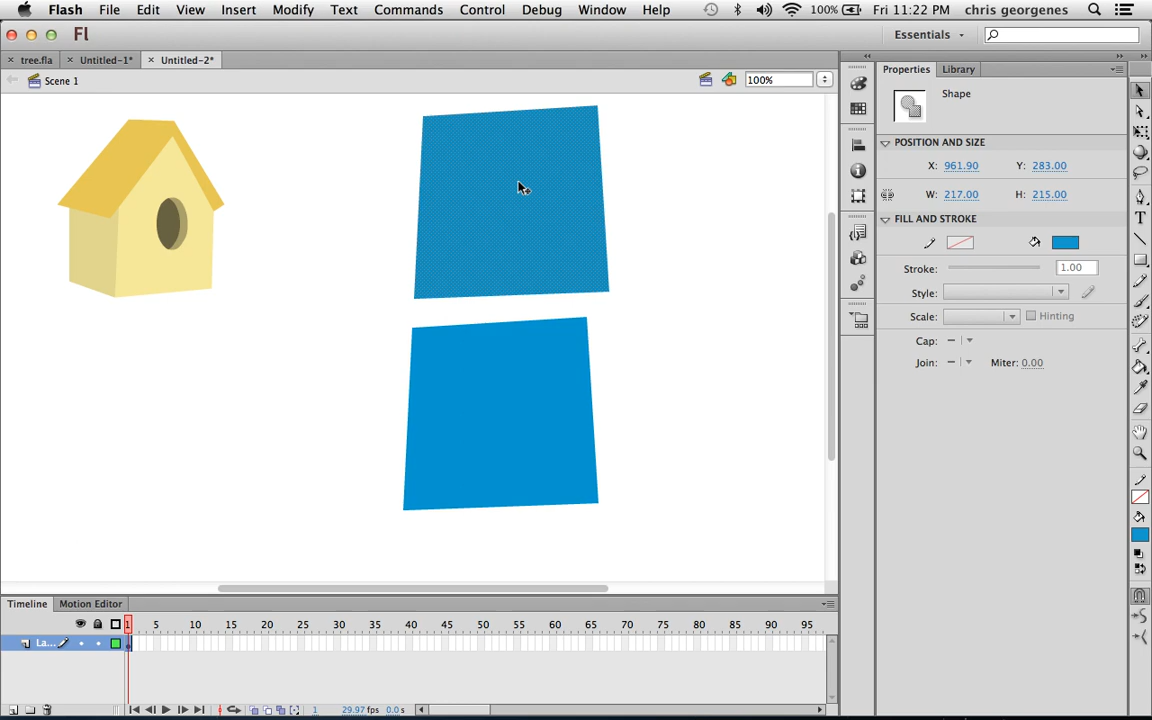 Flash File Edit View Insert Modify Text Commands Control Debug Window Help 100% Fri 11:22 PM chris georgenes
Fl Essentials
× tree.fla × Untitled-1* × Untitled-2*
Scene 1 100%
Properties Library
Shape
POSITION AND SIZE
X: 961.90 Y: 283.00
W: 217.00 H: 215.00
FILL AND STROKE
Stroke: 1.00
Style:
Scale: Hinting
Cap:
Join: Miter: 0.00
Timeline Motion Editor
1 5 10 15 20 25 30 35 40 45 50 55 60 65 70 75 80 85 90 95
La...
1 29.97 fps 0.0 s